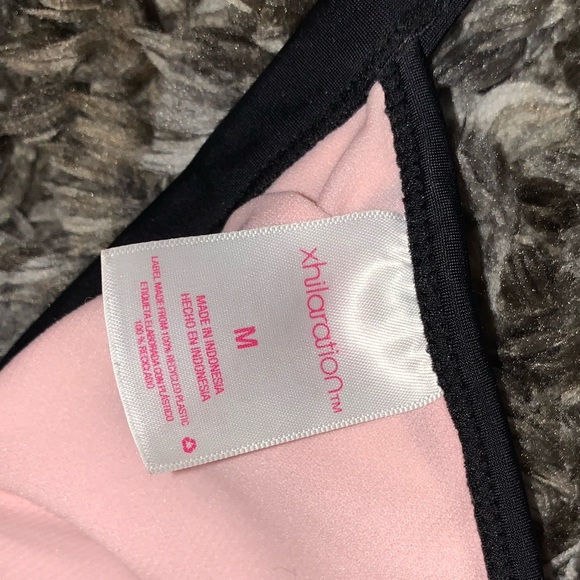 xhilaration™
M
MADE IN INDONESIA
HECHO EN INDONESIA
LABEL MADE FROM 100% RECYCLED PLASTIC
ETIQUETA ELABORADA CON PLÁSTICO
100 % RECICLADO